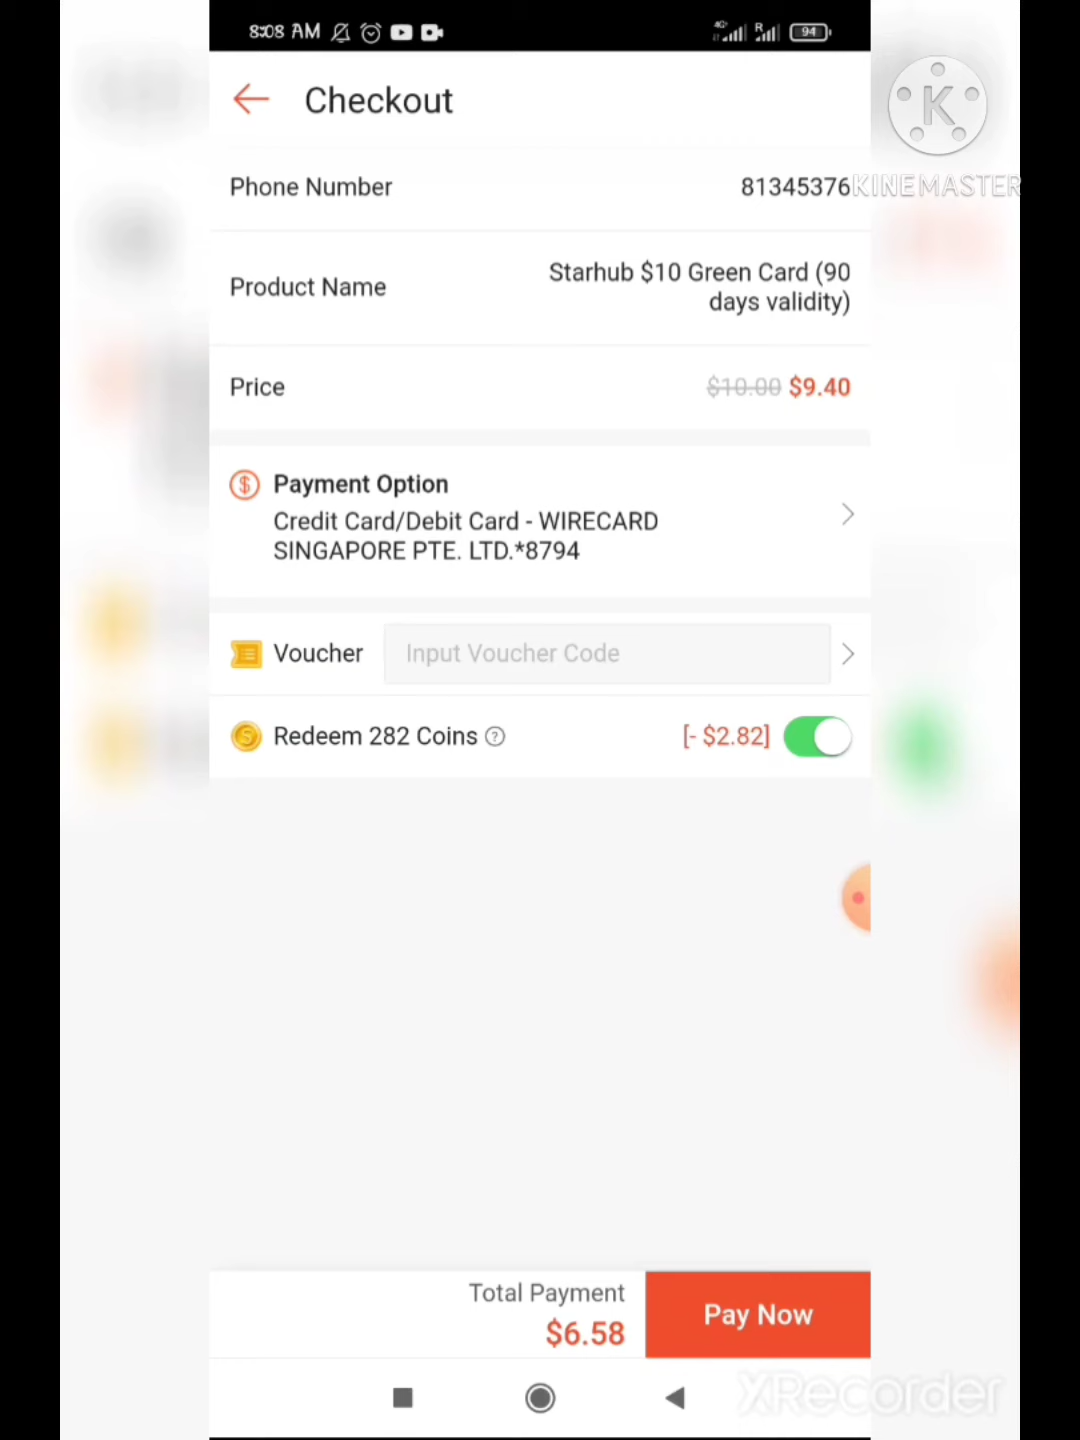 8:08 AM
4G
R
94
Checkout
K
KINEMASTER
Phone Number
81345376
Product Name
Starhub $10 Green Card (90
days validity)
Price
$10.00 $9.40
Payment Option
Credit Card/Debit Card - WIRECARD
SINGAPORE PTE. LTD.*8794
Voucher
Input Voucher Code
Redeem 282 Coins ?
[- $2.82]
Total Payment
$6.58
Pay Now
XRecorder